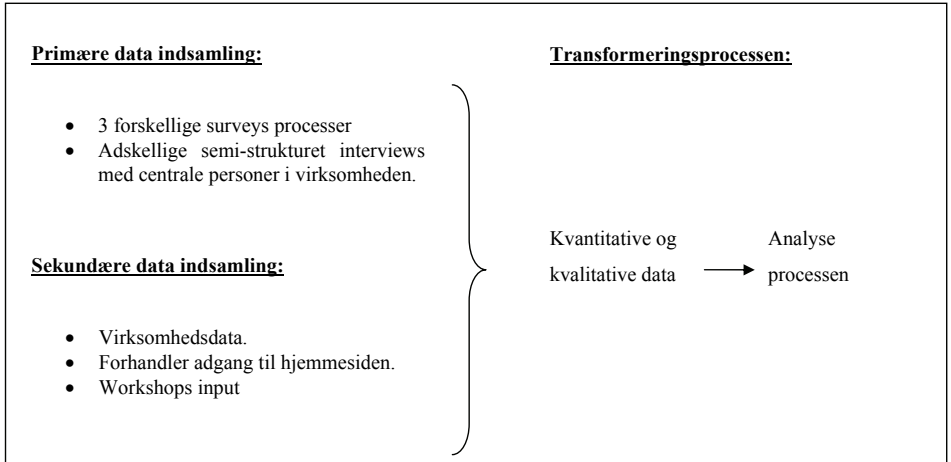 Primære data indsamling:
• 3 forskellige surveys processer
• Adskellige semi-struktureret interviews
med centrale personer i virksomheden.
Sekundære data indsamling:
• Virksomhedsdata.
• Forhandler adgang til hjemmesiden.
• Workshops input
Transformeringsprocessen:
Kvantitative og
kvalitative data
Analyse
processen